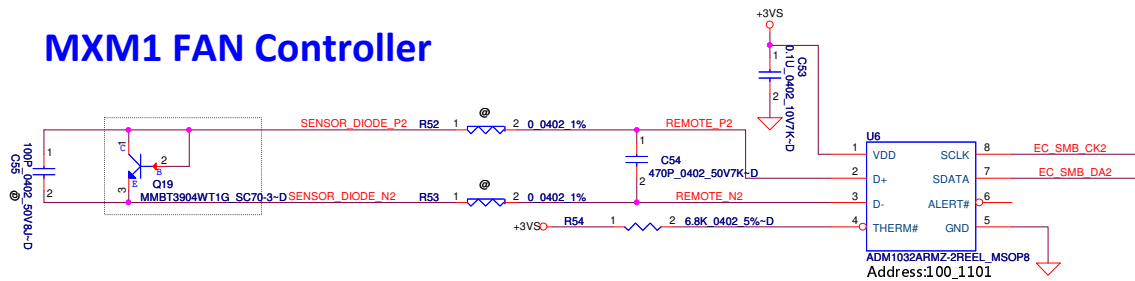 MXM1 FAN Controller
+3VS
1
C53
0.1U_0402_10V7K~D
2
SENSOR_DIODE_P2
R52
1
@
2
0_0402_1%
REMOTE_P2
1
C55
100P_0402_50V8J~D
@
2
1
C
2
B
E
3
Q19
MMBT3904WT1G_SC70-3~D
SENSOR_DIODE_N2
R53
1
@
2
0_0402_1%
REMOTE_N2
1
C54
470P_0402_50V7K~D
2
+3VS
R54
1
2
6.8K_0402_5%~D
U6
1
VDD
SCLK
8
EC_SMB_CK2
2
D+
SDATA
7
EC_SMB_DA2
3
D-
ALERT#
6
4
THERM#
GND
5
ADM1032ARMZ-2REEL_MSOP8
Address:100_1101